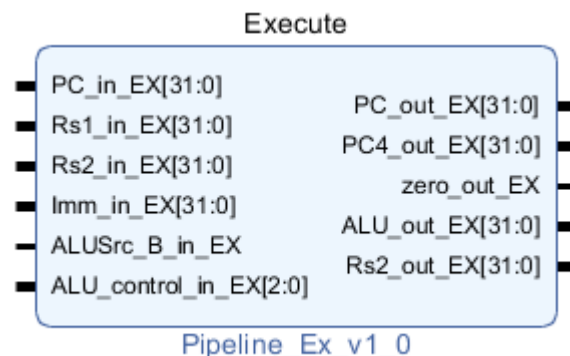 Execute
PC_in_EX[31:0]
Rs1_in_EX[31:0]
Rs2_in_EX[31:0]
Imm_in_EX[31:0]
ALUSrc_B_in_EX
ALU_control_in_EX[2:0]
PC_out_EX[31:0]
PC4_out_EX[31:0]
zero_out_EX
ALU_out_EX[31:0]
Rs2_out_EX[31:0]
Pipeline_Ex_v1_0